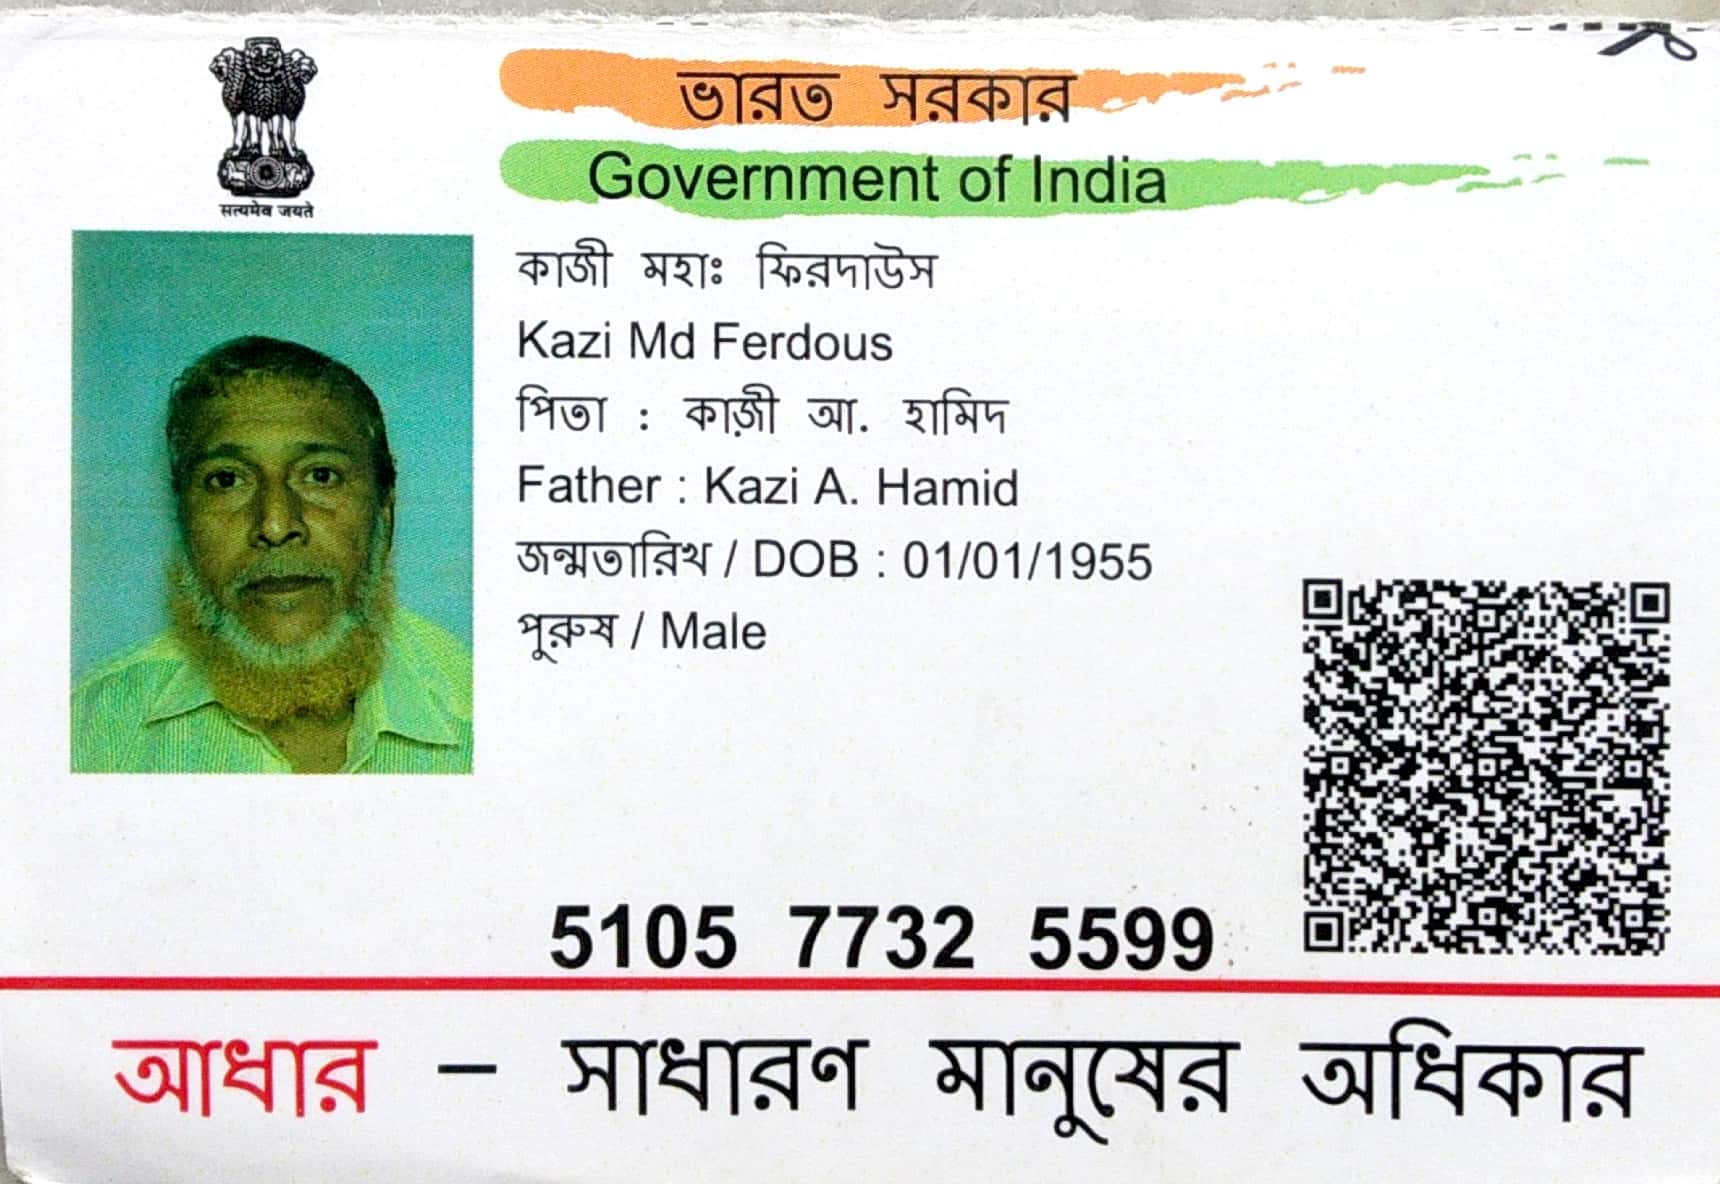 ভারত সরকার
Government of India
सत्यमेव जयते
কাজী মহাঃ ফিরদাউস
Kazi Md Ferdous
পিতা : কাজ়ী আ. হামিদ
Father : Kazi A. Hamid
জন্মতারিখ / DOB : 01/01/1955
পুরুষ / Male
5105 7732 5599
আধার – সাধারণ মানুষের অধিকার